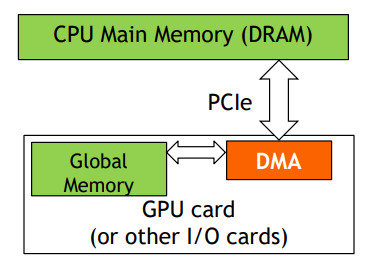 CPU Main Memory (DRAM)
PCIe
Global
Memory
DMA
GPU card
(or other I/O cards)